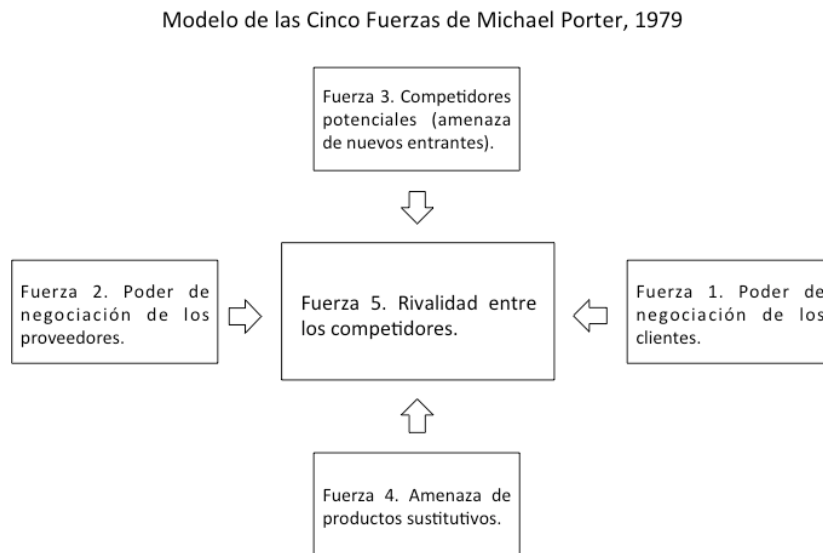 Modelo de las Cinco Fuerzas de Michael Porter, 1979
Fuerza 3. Competidores
potenciales (amenaza
de nuevos entrantes).
Fuerza 2. Poder de
negociación de los
proveedores.
Fuerza 5. Rivalidad entre
los competidores.
Fuerza 1. Poder de
negociación de los
clientes.
Fuerza 4. Amenaza de
productos sustitutivos.